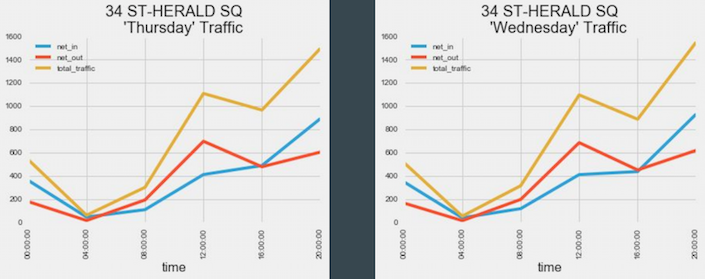 34 ST-HERALD SQ
'Thursday' Traffic
1600
1400
1200
1000
800
600
400
200
0
net_in
net_out
total_traffic
00:00:00
04:00:00
08:00:00
12:00:00
16:00:00
20:00:00
time
34 ST-HERALD SQ
'Wednesday' Traffic
1600
1400
1200
1000
800
600
400
200
0
net_in
net_out
total_traffic
00:00:00
04:00:00
08:00:00
12:00:00
16:00:00
20:00:00
time